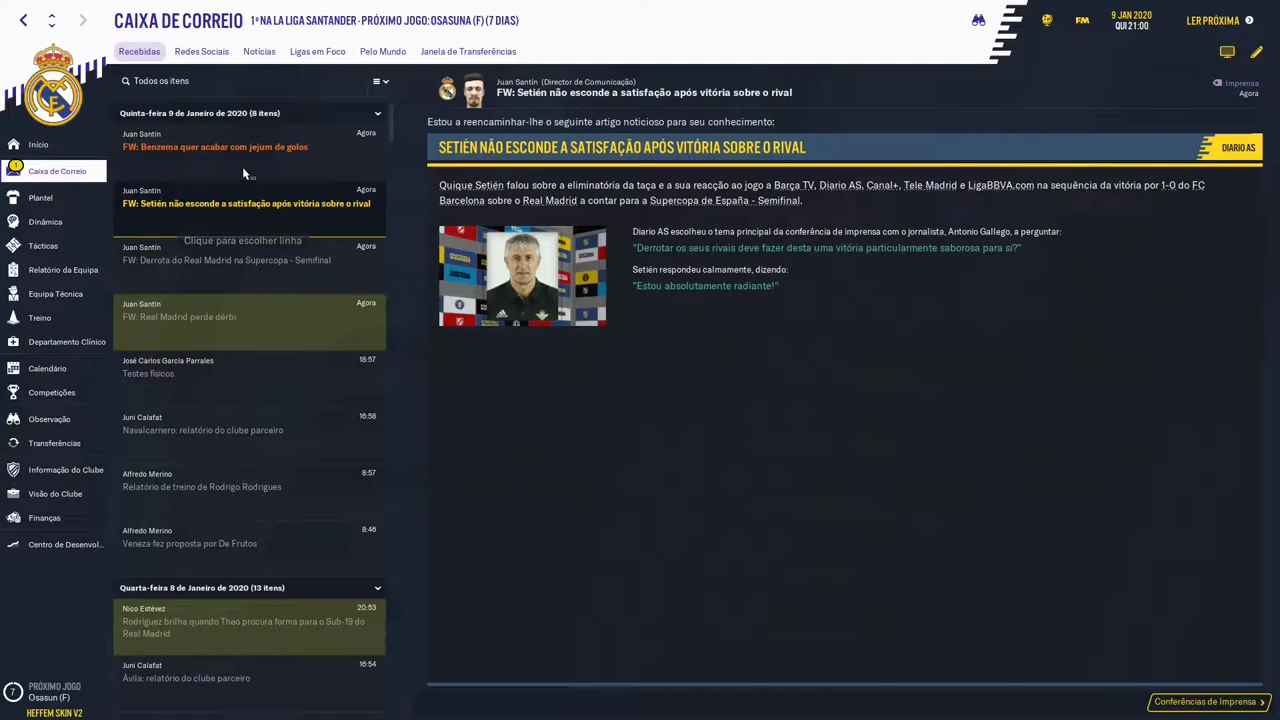 CAIXA DE CORREIO
1º NA LA LIGA SANTANDER · PRÓXIMO JOGO: OSASUNA (F) (7 DIAS)
FM
9 JAN 2020
QUI 21:00
LER PRÓXIMA
Recebidas
Redes Sociais
Notícias
Ligas em Foco
Pelo Mundo
Janela de Transferências
Início
1
Caixa de Correio
Plantel
Dinâmica
Tácticas
Relatório da Equipa
Equipa Técnica
Treino
Departamento Clínico
Calendário
Competições
Observação
Transferências
Informação do Clube
Visão do Clube
Finanças
Centro de Desenvol...
7
PRÓXIMO JOGO
Osasun (F)
HEFFEM SKIN V2
Todos os itens
Quinta-feira 9 de Janeiro de 2020 (8 itens)
Juan Santín Agora
FW: Benzema quer acabar com jejum de golos
Juan Santín Agora
FW: Setién não esconde a satisfação após vitória sobre o rival
Clique para escolher linha
Juan Santín Agora
FW: Derrota do Real Madrid na Supercopa - Semifinal
Juan Santín Agora
FW: Real Madrid perde dérbi
José Carlos García Parrales 18:57
Testes físicos
Juni Calafat 16:58
Navalcarnero: relatório do clube parceiro
Alfredo Merino 8:57
Relatório de treino de Rodrigo Rodrigues
Alfredo Merino 8:46
Veneza fez proposta por De Frutos
Quarta-feira 8 de Janeiro de 2020 (13 itens)
Nico Estévez 20:53
Rodríguez brilha quando Theo procura forma para o Sub-19 do
Real Madrid
Juni Calafat 16:54
Ávila: relatório do clube parceiro
Juan Santín (Director de Comunicação)
FW: Setién não esconde a satisfação após vitória sobre o rival
Imprensa
Agora
Estou a reencaminhar-lhe o seguinte artigo noticioso para seu conhecimento:
SETIÉN NÃO ESCONDE A SATISFAÇÃO APÓS VITÓRIA SOBRE O RIVAL
DIARIO AS
Quique Setién falou sobre a eliminatória da taça e a sua reacção ao jogo a Barça TV, Diario AS, Canal+, Tele Madrid e LigaBBVA.com na sequência da vitória por 1-0 do FC
Barcelona sobre o Real Madrid a contar para a Supercopa de España - Semifinal.
Diario AS escolheu o tema principal da conferência de imprensa com o jornalista, Antonio Gallego, a perguntar:
"Derrotar os seus rivais deve fazer desta uma vitória particularmente saborosa para si?"
Setién respondeu calmamente, dizendo:
"Estou absolutamente radiante!"
Conferências de Imprensa